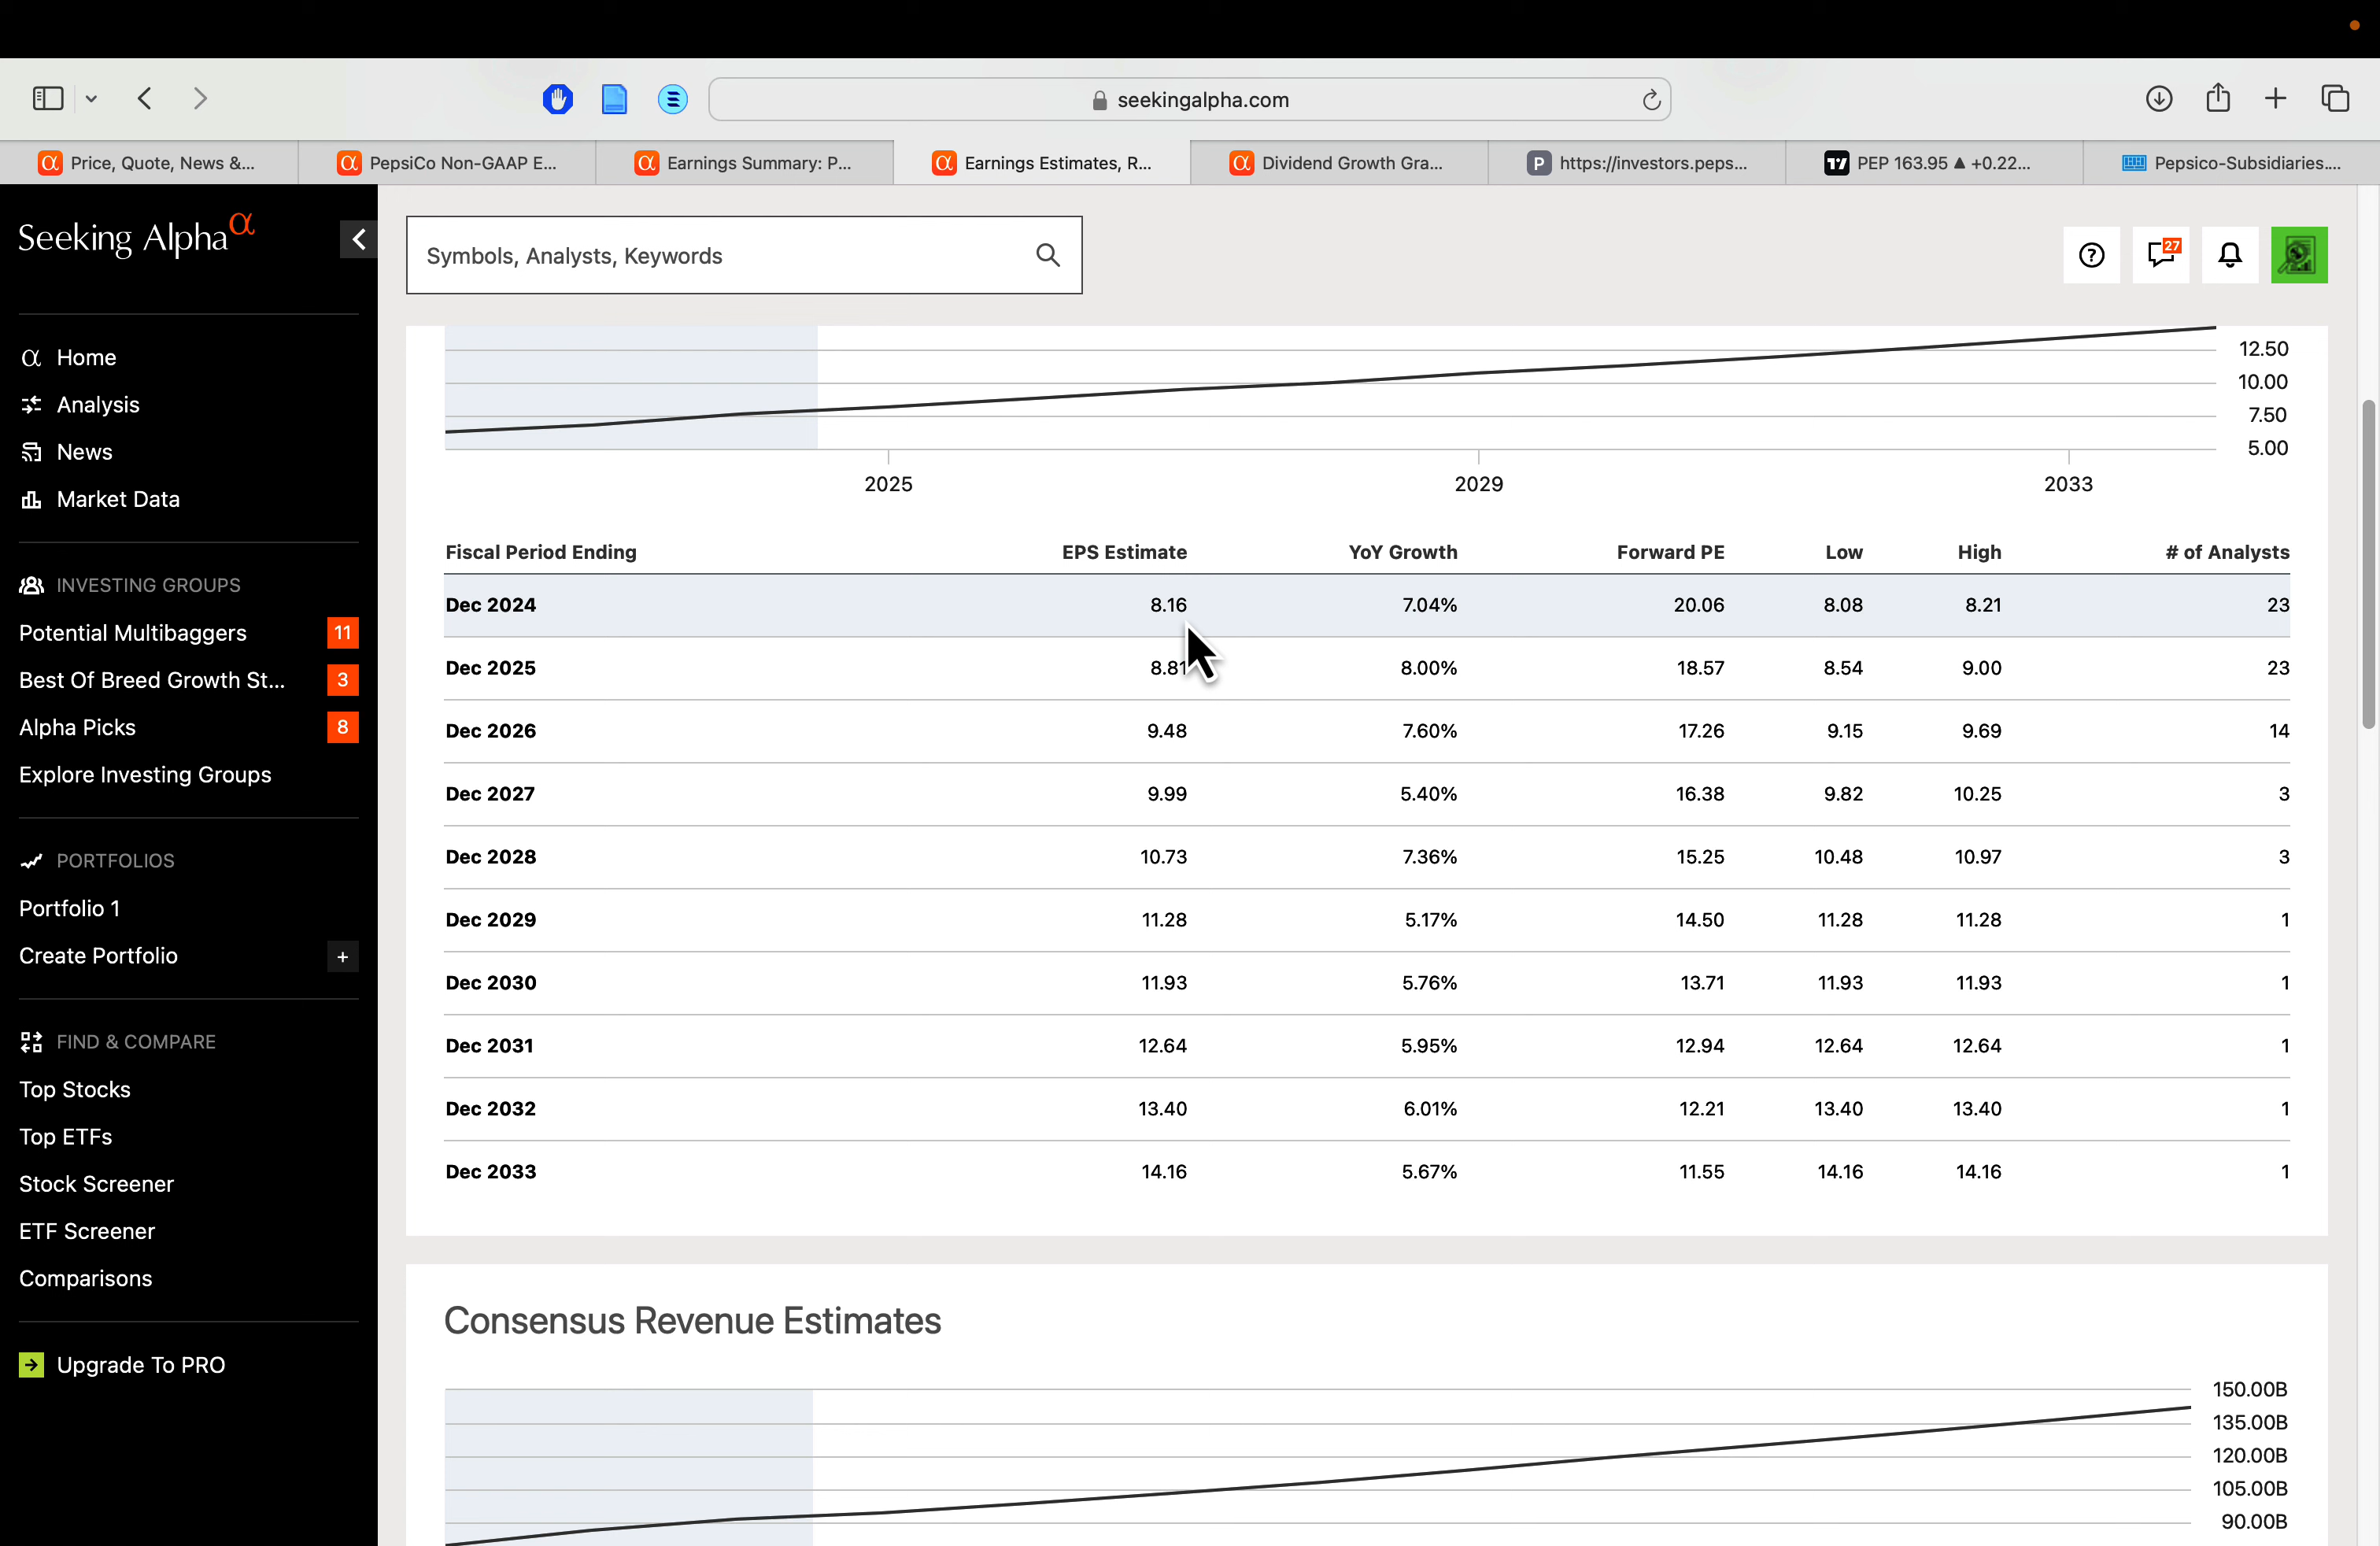 seekingalpha.com
Price, Quote, News &...
PepsiCo Non-GAAP E...
Earnings Summary: P...
Earnings Estimates, R...
Dividend Growth Gra...
P https://investors.peps...
PEP 163.95 ▲ +0.22...
Pepsico-Subsidiaries....
Seeking Alpha α
Symbols, Analysts, Keywords
27
Home
Analysis
News
Market Data
INVESTING GROUPS
Potential Multibaggers 11
Best Of Breed Growth St... 3
Alpha Picks 8
Explore Investing Groups
PORTFOLIOS
Portfolio 1
Create Portfolio +
FIND & COMPARE
Top Stocks
Top ETFs
Stock Screener
ETF Screener
Comparisons
Upgrade To PRO
12.50
10.00
7.50
5.00
2025 2029 2033
Fiscal Period Ending EPS Estimate YoY Growth Forward PE Low High # of Analysts
Dec 2024 8.16 7.04% 20.06 8.08 8.21 23
Dec 2025 8.81 8.00% 18.57 8.54 9.00 23
Dec 2026 9.48 7.60% 17.26 9.15 9.69 14
Dec 2027 9.99 5.40% 16.38 9.82 10.25 3
Dec 2028 10.73 7.36% 15.25 10.48 10.97 3
Dec 2029 11.28 5.17% 14.50 11.28 11.28 1
Dec 2030 11.93 5.76% 13.71 11.93 11.93 1
Dec 2031 12.64 5.95% 12.94 12.64 12.64 1
Dec 2032 13.40 6.01% 12.21 13.40 13.40 1
Dec 2033 14.16 5.67% 11.55 14.16 14.16 1
Consensus Revenue Estimates
150.00B
135.00B
120.00B
105.00B
90.00B